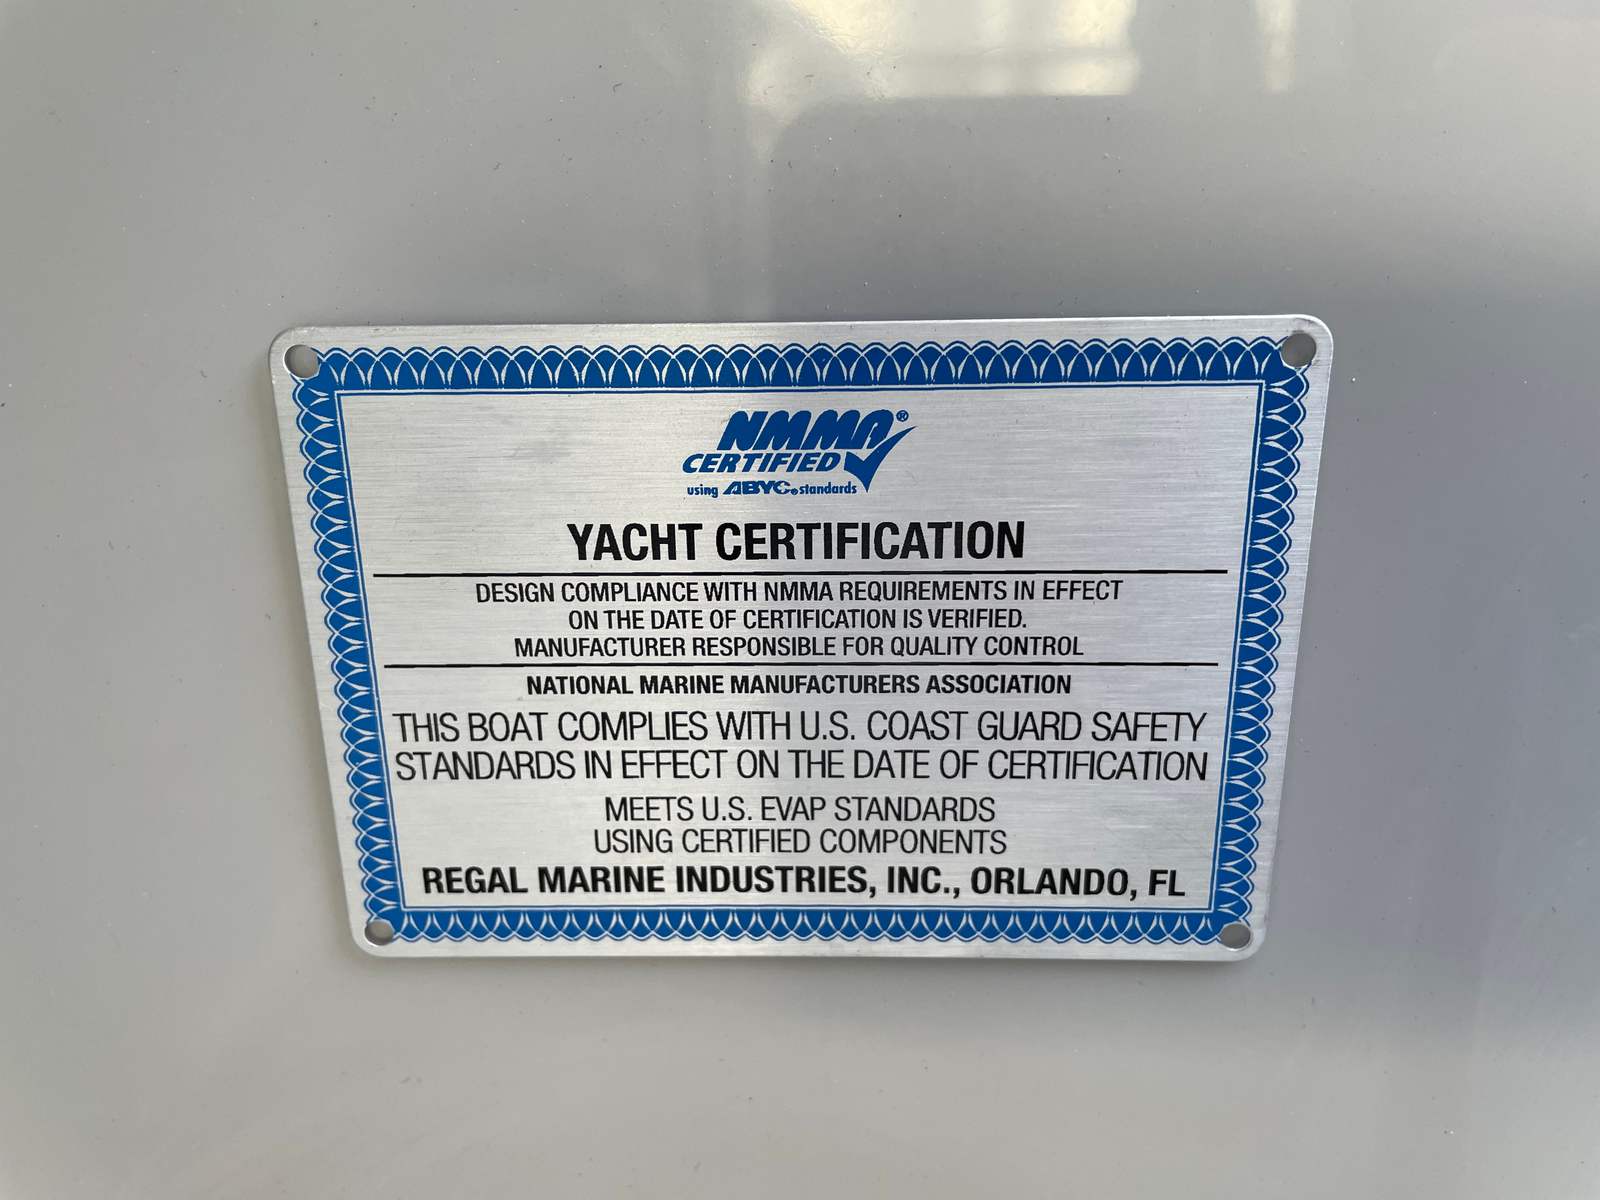 NMMA®
CERTIFIED
using ABYC® standards
YACHT CERTIFICATION
DESIGN COMPLIANCE WITH NMMA REQUIREMENTS IN EFFECT
ON THE DATE OF CERTIFICATION IS VERIFIED.
MANUFACTURER RESPONSIBLE FOR QUALITY CONTROL
NATIONAL MARINE MANUFACTURERS ASSOCIATION
THIS BOAT COMPLIES WITH U.S. COAST GUARD SAFETY
STANDARDS IN EFFECT ON THE DATE OF CERTIFICATION
MEETS U.S. EVAP STANDARDS
USING CERTIFIED COMPONENTS
REGAL MARINE INDUSTRIES, INC., ORLANDO, FL